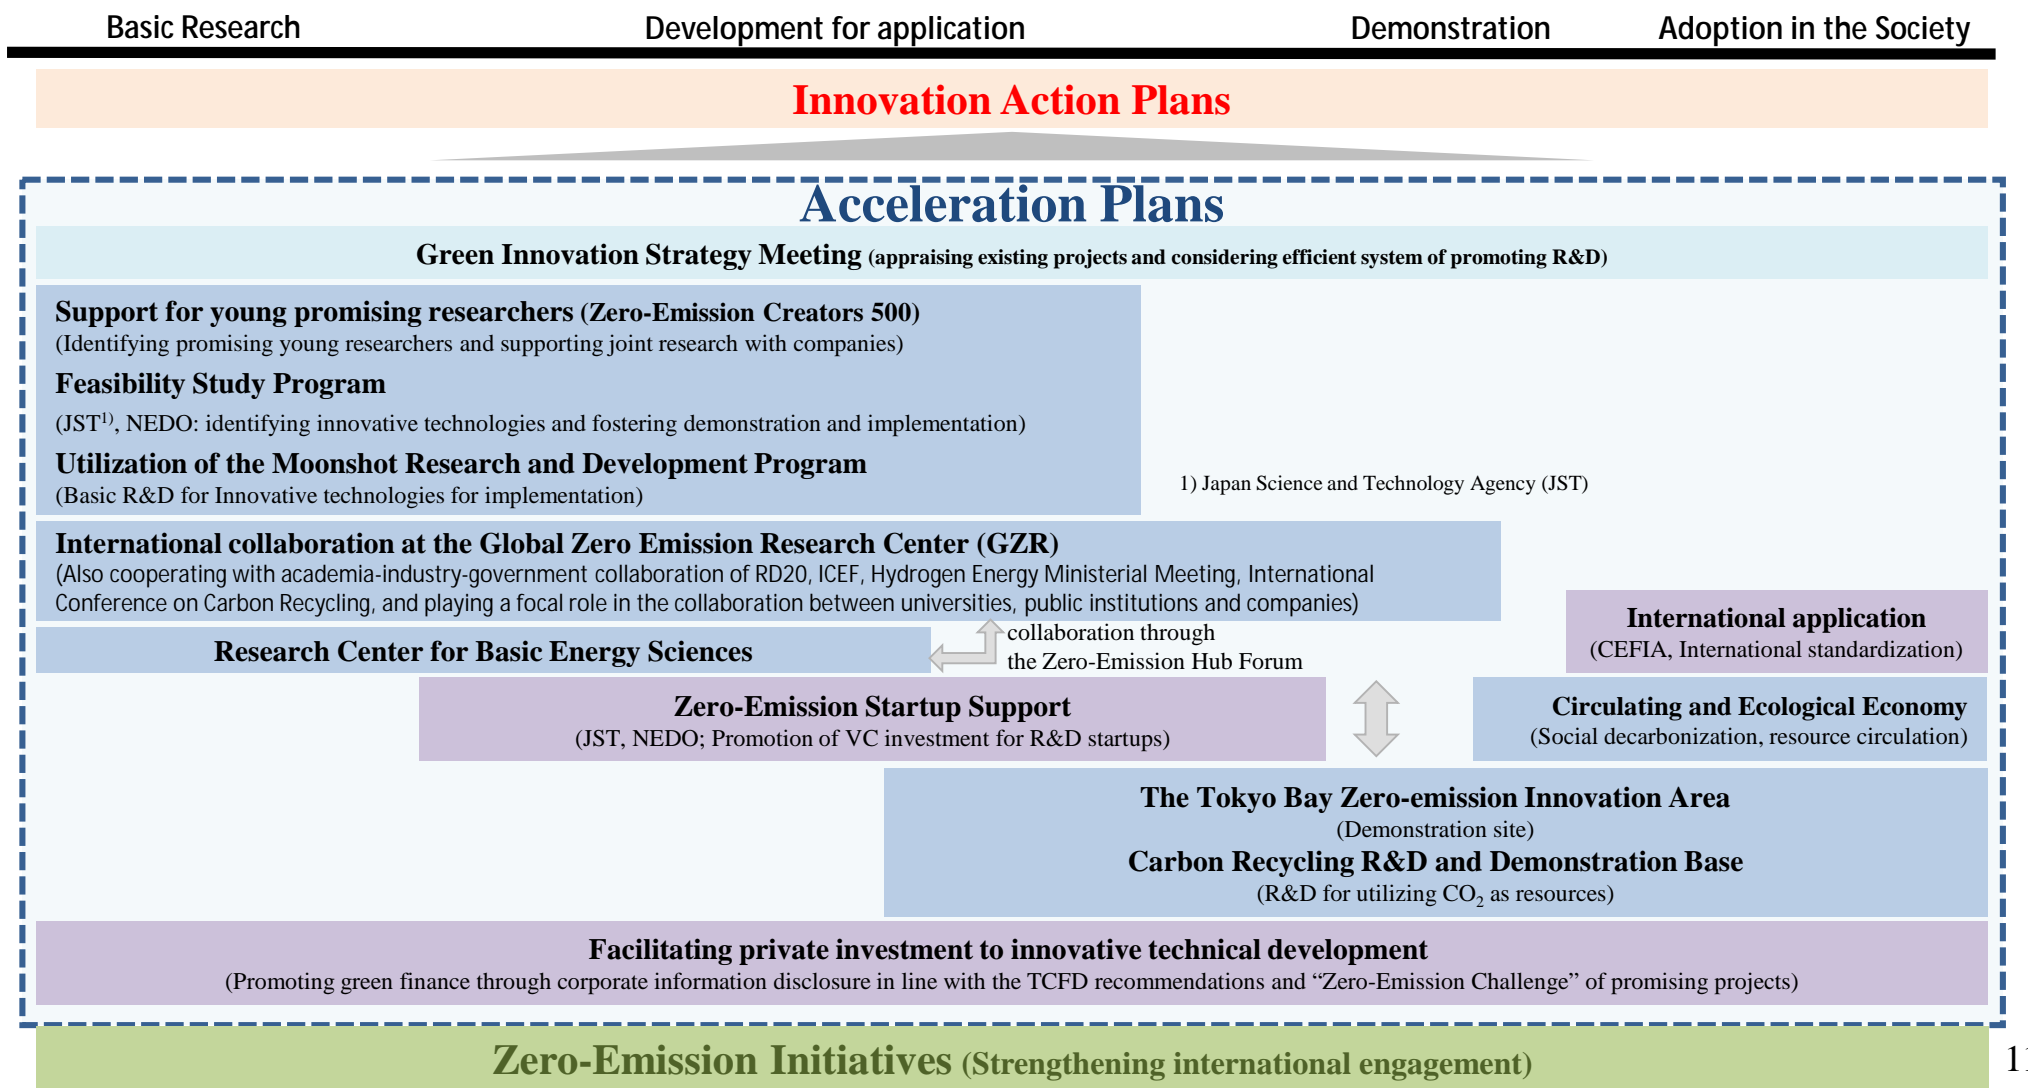 Basic Research Development for application Demonstration Adoption in the Society
Innovation Action Plans
Acceleration Plans
Green Innovation Strategy Meeting (appraising existing projects and considering efficient system of promoting R&D)
Support for young promising researchers (Zero-Emission Creators 500)
(Identifying promising young researchers and supporting joint research with companies)
Feasibility Study Program
(JST1), NEDO: identifying innovative technologies and fostering demonstration and implementation)
Utilization of the Moonshot Research and Development Program
(Basic R&D for Innovative technologies for implementation)
1) Japan Science and Technology Agency (JST)
International collaboration at the Global Zero Emission Research Center (GZR)
(Also cooperating with academia-industry-government collaboration of RD20, ICEF, Hydrogen Energy Ministerial Meeting, International
Conference on Carbon Recycling, and playing a focal role in the collaboration between universities, public institutions and companies)
International application
(CEFIA, International standardization)
Research Center for Basic Energy Sciences
collaboration through
the Zero-Emission Hub Forum
Zero-Emission Startup Support
(JST, NEDO; Promotion of VC investment for R&D startups)
Circulating and Ecological Economy
(Social decarbonization, resource circulation)
The Tokyo Bay Zero-emission Innovation Area
(Demonstration site)
Carbon Recycling R&D and Demonstration Base
(R&D for utilizing CO2 as resources)
Facilitating private investment to innovative technical development
(Promoting green finance through corporate information disclosure in line with the TCFD recommendations and “Zero-Emission Challenge” of promising projects)
Zero-Emission Initiatives (Strengthening international engagement)